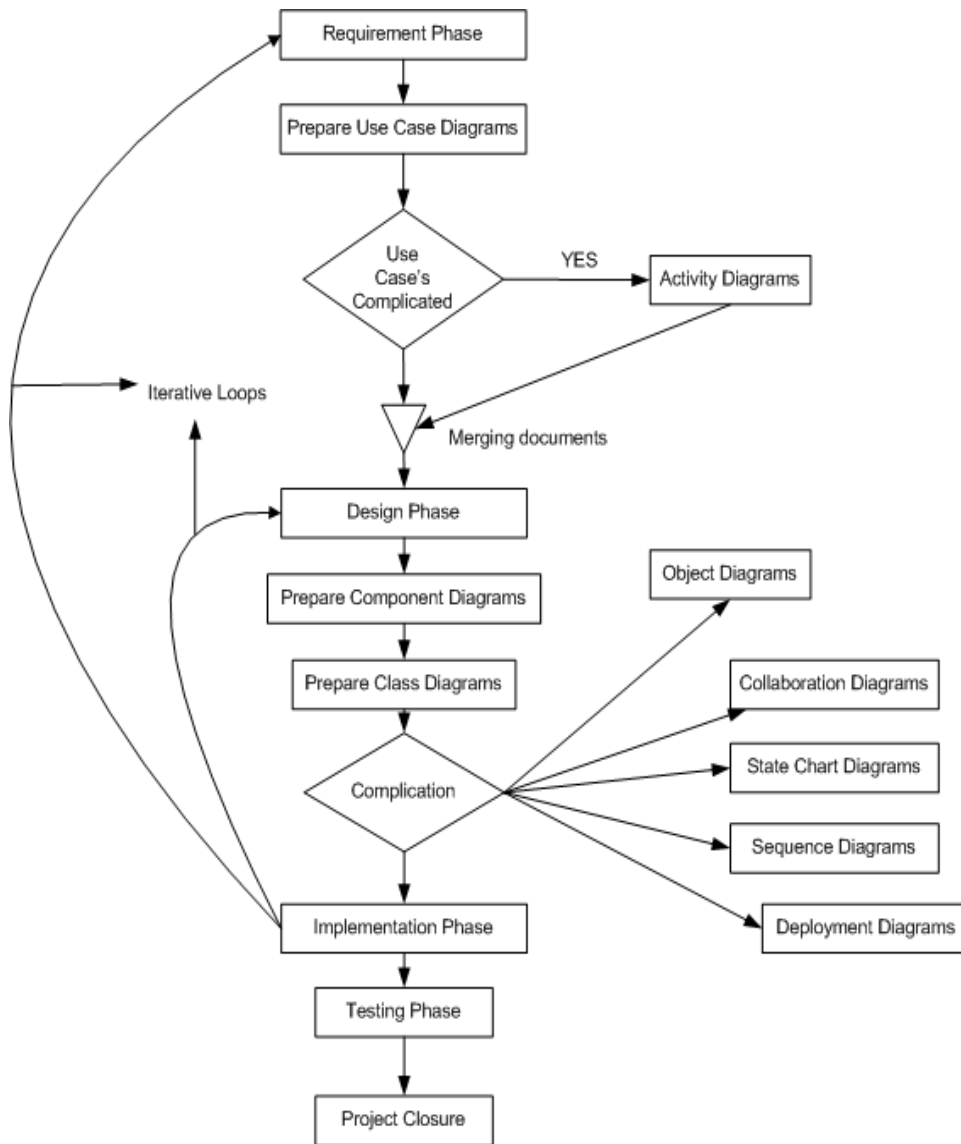 Requirement Phase
Prepare Use Case Diagrams
Use
Case's
Complicated
YES
Activity Diagrams
Iterative Loops
Merging documents
Design Phase
Object Diagrams
Prepare Component Diagrams
Prepare Class Diagrams
Collaboration Diagrams
State Chart Diagrams
Complication
Sequence Diagrams
Implementation Phase
Deployment Diagrams
Testing Phase
Project Closure